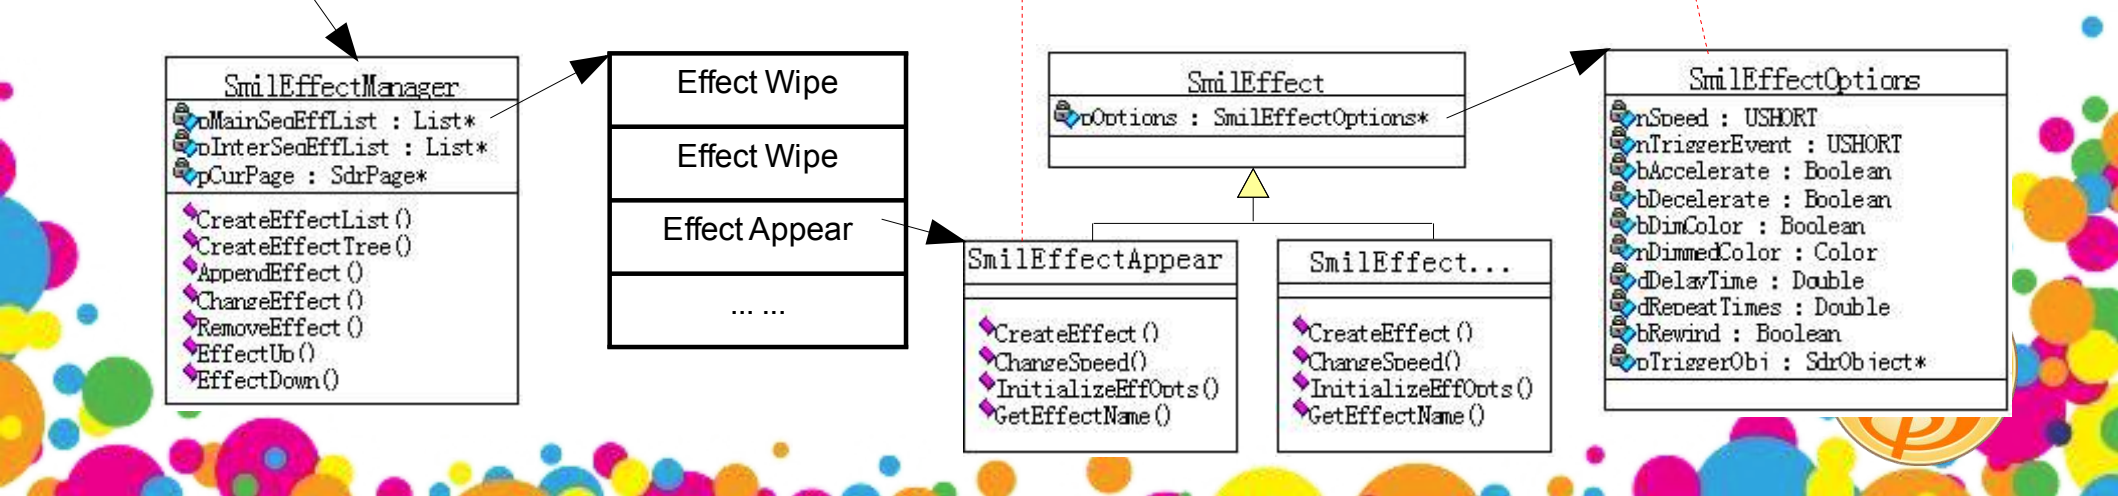 SmilEffectManager
pMainSeqEffList : List*
pInterSeqEffList : List*
pCurPage : SdrPage*
CreateEffectList()
CreateEffectTree()
AppendEffect()
ChangeEffect()
RemoveEffect()
EffectUp()
EffectDown()
Effect Wipe
Effect Wipe
Effect Appear
... ...
SmilEffect
pOptions : SmilEffectOptions*
SmilEffectAppear
CreateEffect()
ChangeSpeed()
InitializeEffOpts()
GetEffectName()
SmilEffect...
CreateEffect()
ChangeSpeed()
InitializeEffOpts()
GetEffectName()
SmilEffectOptions
nSpeed : USHORT
nTriggerEvent : USHORT
bAccelerate : Boolean
bDecelerate : Boolean
bDimColor : Boolean
nDimmedColor : Color
dDelayTime : Double
dRepeatTimes : Double
bRewind : Boolean
pTriggerObj : SdrObject*